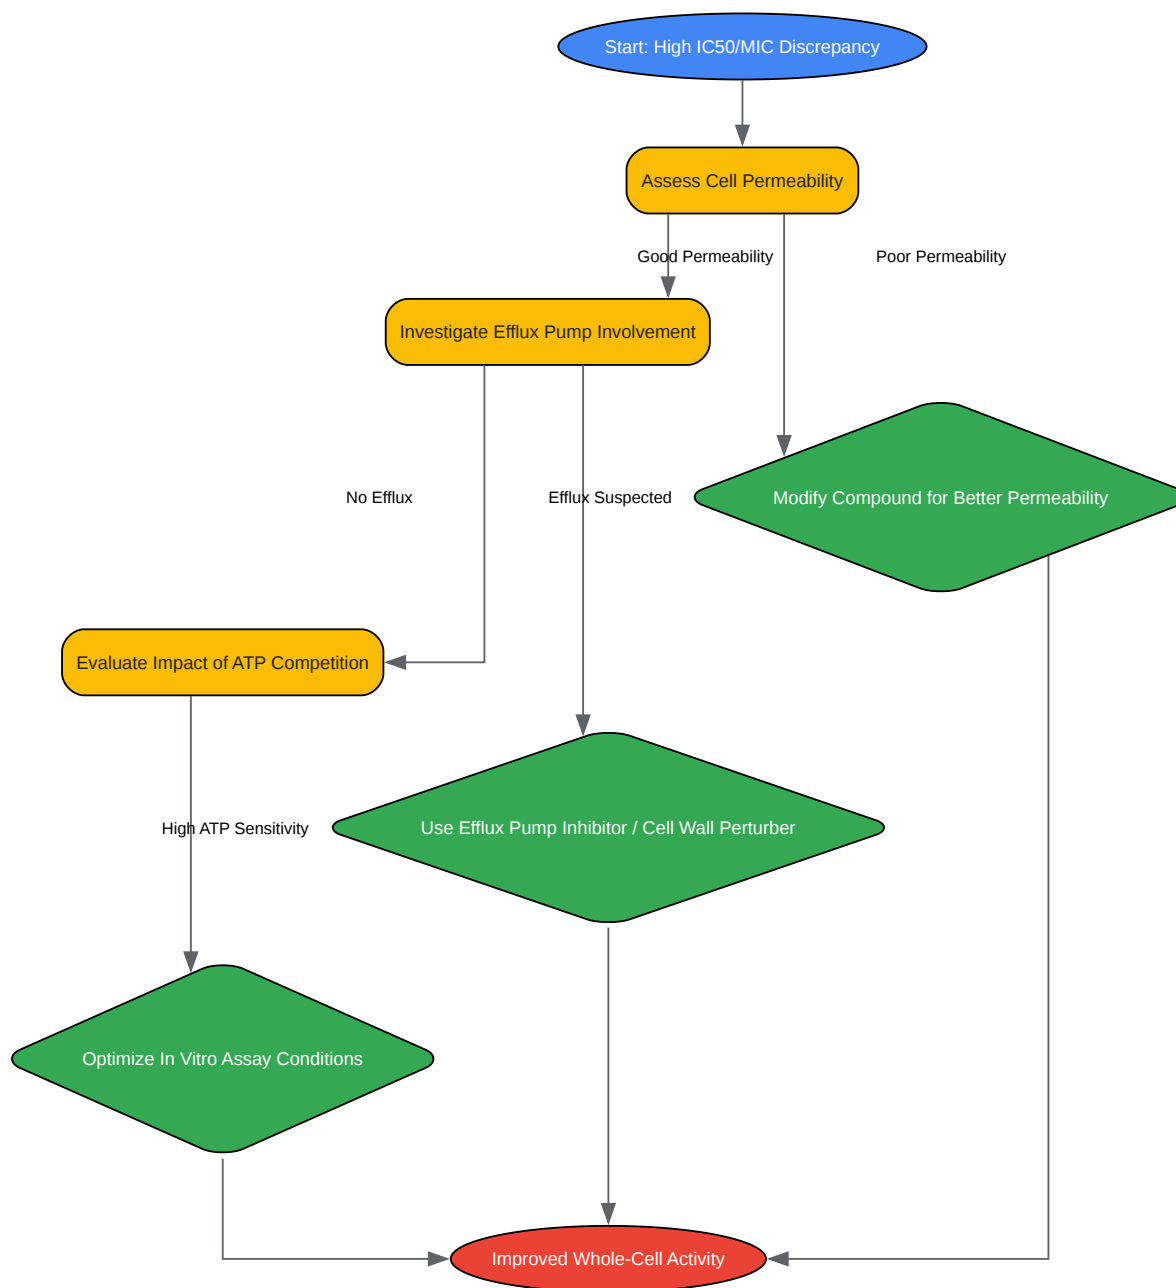 Start: High IC50/MIC Discrepancy
Assess Cell Permeability
Good Permeability
Poor Permeability
Investigate Efflux Pump Involvement
No Efflux
Efflux Suspected
Modify Compound for Better Permeability
Evaluate Impact of ATP Competition
High ATP Sensitivity
Use Efflux Pump Inhibitor / Cell Wall Perturber
Optimize In Vitro Assay Conditions
Improved Whole-Cell Activity